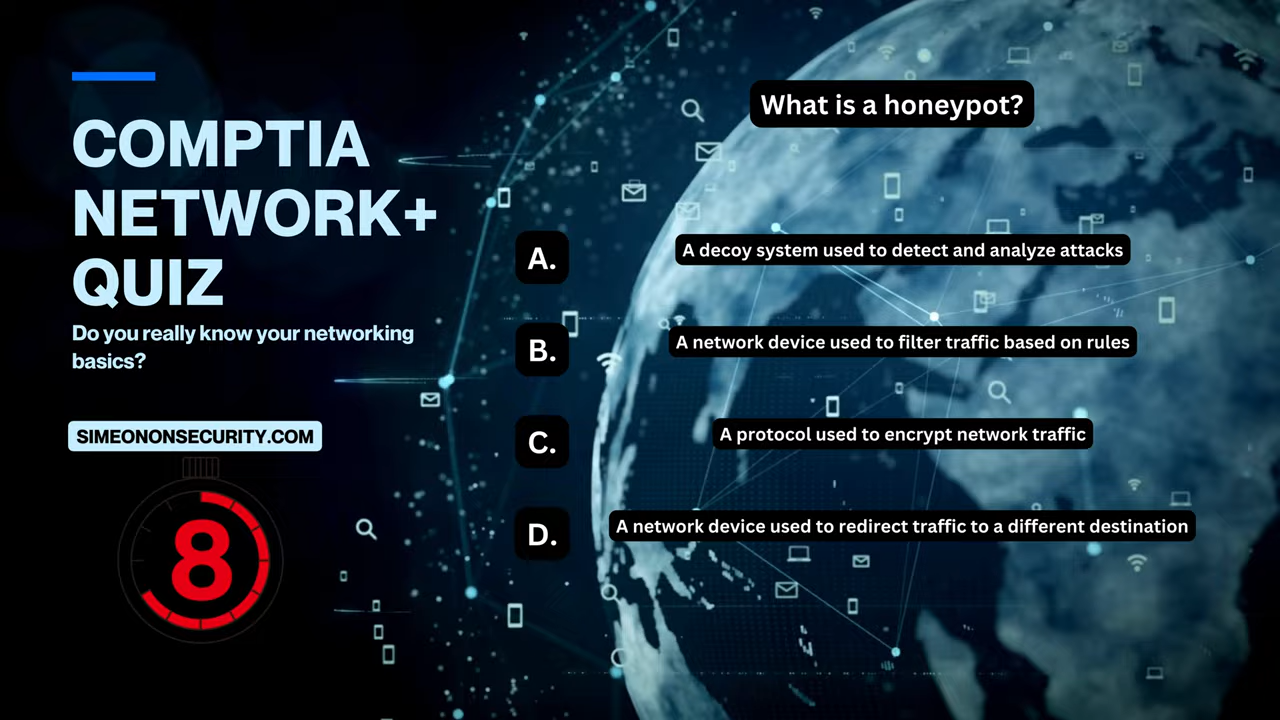 COMPTIA
NETWORK+
QUIZ
Do you really know your networking
basics?
SIMEONONSECURITY.COM
8
What is a honeypot?
A. A decoy system used to detect and analyze attacks
B. A network device used to filter traffic based on rules
C. A protocol used to encrypt network traffic
D. A network device used to redirect traffic to a different destination